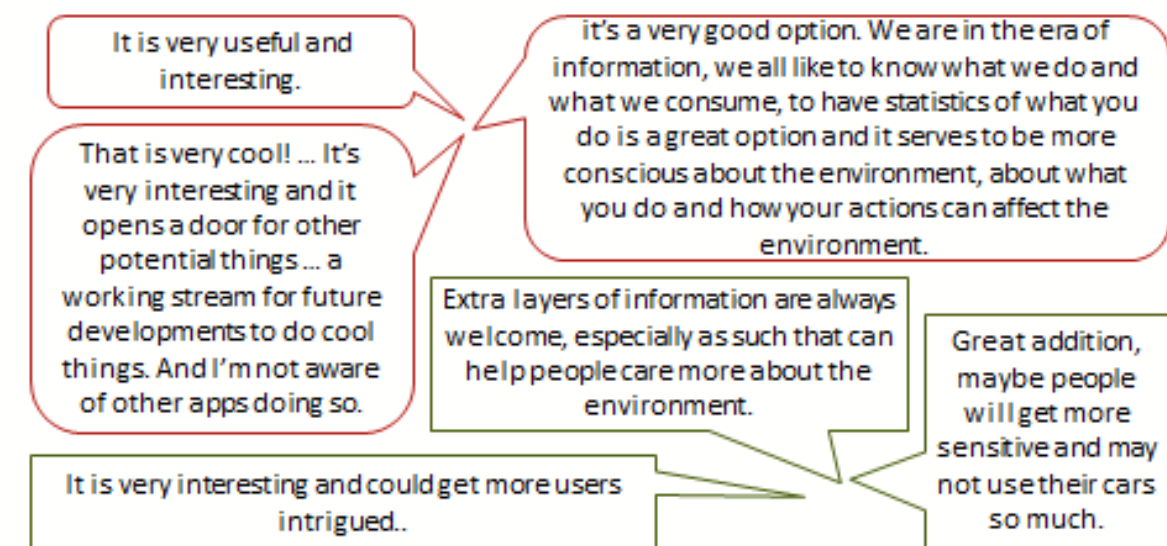 It is very useful and
interesting.
it's a very good option. We are in the era of
information, we all like to know what we do and
what we consume, to have statistics of what you
do is a great option and it serves to be more
conscious about the environment, about what
you do and how your actions can affect the
environment.
That is very cool! ... It's
very interesting and it
opens a door for other
potential things ... a
working stream for future
developments to do cool
things. And I'm not aware
of other apps doing so.
Extra layers of information are always
welcome, especially as such that can
help people care more about the
environment.
Great addition,
maybe people
will get more
sensitive and may
not use their cars
so much.
It is very interesting and could get more users
intrigued..